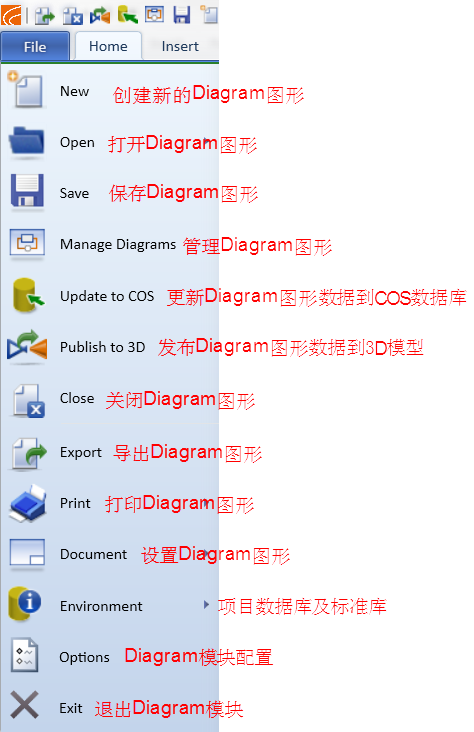 File Home Insert
New 创建新的Diagram图形
Open 打开Diagram图形
Save 保存Diagram图形
Manage Diagrams 管理Diagram图形
Update to COS 更新Diagram图形数据到COS数据库
Publish to 3D 发布Diagram图形数据到3D模型
Close 关闭Diagram图形
Export 导出Diagram图形
Print 打印Diagram图形
Document 设置Diagram图形
Environment 项目数据库及标准库
Options Diagram模块配置
Exit 退出Diagram模块